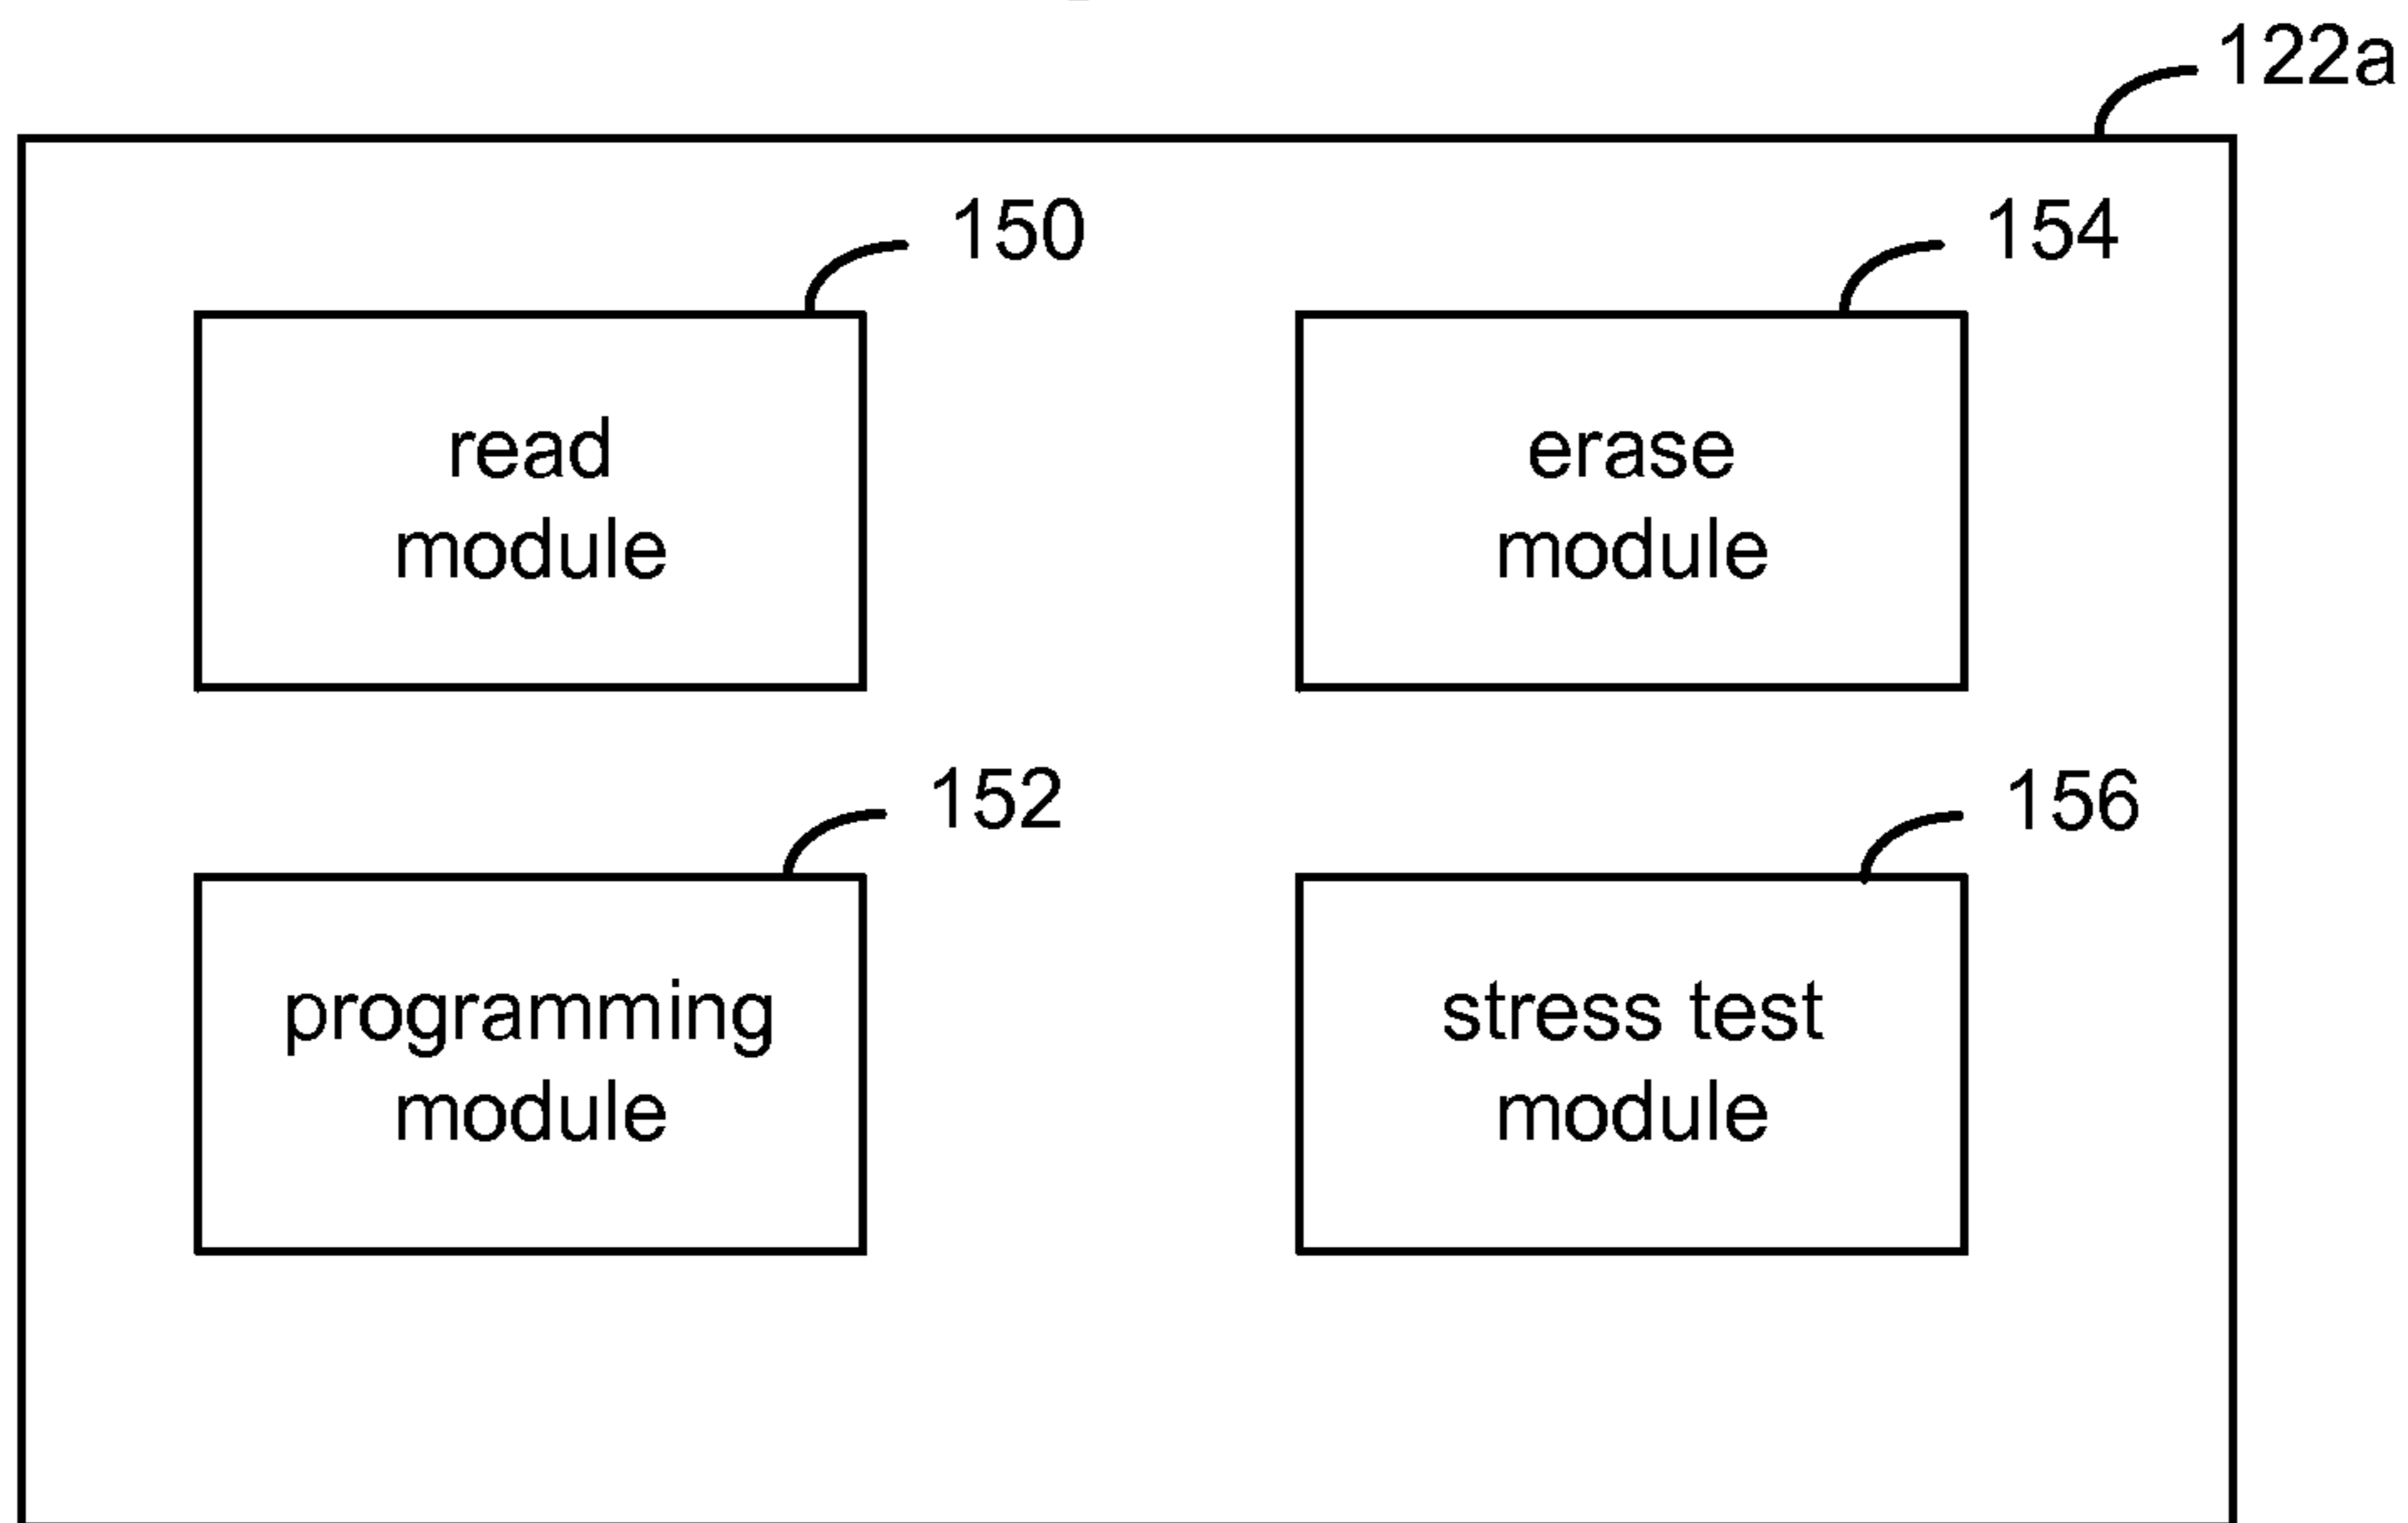 122a
150
154
read
module
erase
module
152
156
programming
module
stress test
module